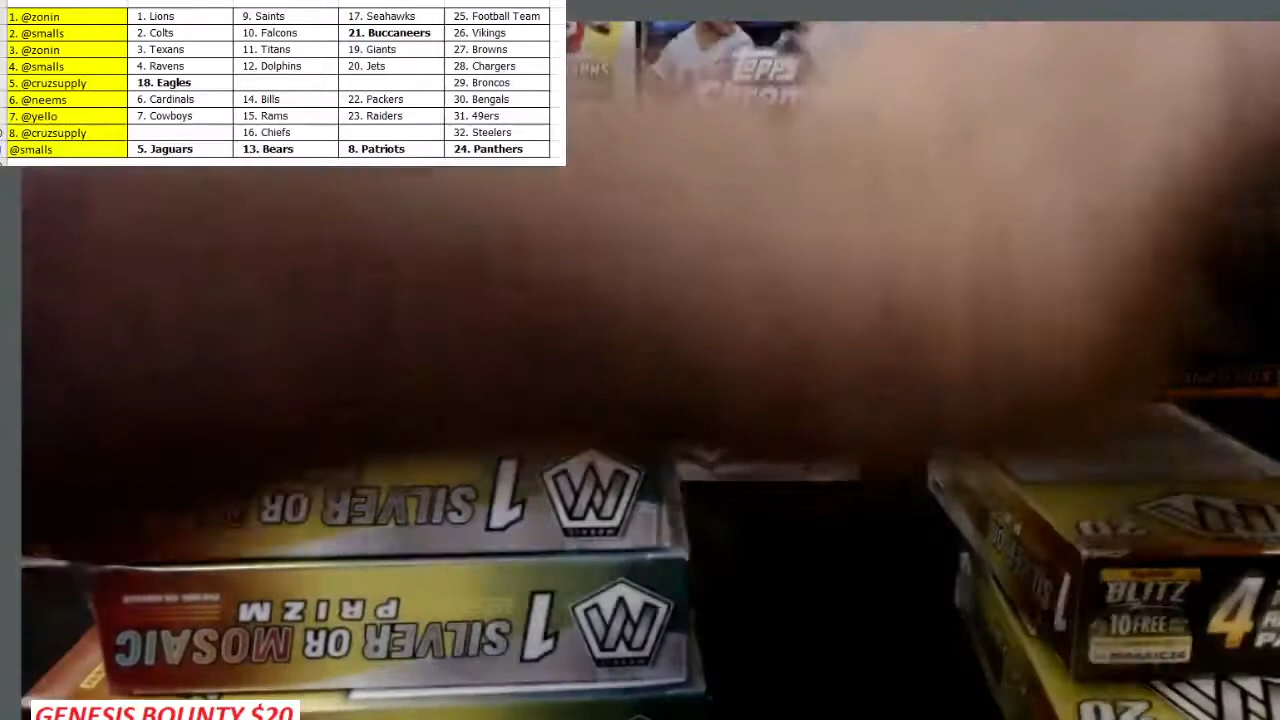 1. @zonin 1. Lions 9. Saints 17. Seahawks 25. Football Team
2. @smalls 2. Colts 10. Falcons 21. Buccaneers 26. Vikings
3. @zonin 3. Texans 11. Titans 19. Giants 27. Browns
4. @smalls 4. Ravens 12. Dolphins 20. Jets 28. Chargers
5. @cruzsupply 18. Eagles 29. Broncos
6. @neems 6. Cardinals 14. Bills 22. Packers 30. Bengals
7. @yello 7. Cowboys 15. Rams 23. Raiders 31. 49ers
8. @cruzsupply 16. Chiefs 32. Steelers
@smalls 5. Jaguars 13. Bears 8. Patriots 24. Panthers
TOPPS
Chrom
1 SILVER OR
1 SILVER OR MOSAIC
PRIZM
20
BLITZ
10 FREE
4
20
GENESIS BOUNTY $20